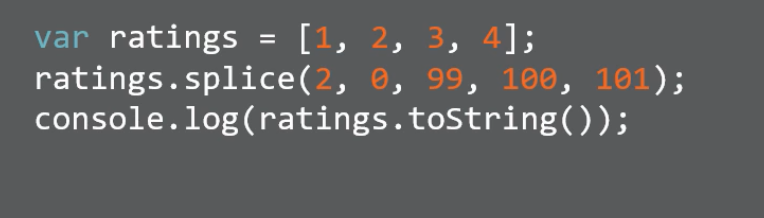 var ratings = [1, 2, 3, 4];
ratings.splice(2, 0, 99, 100, 101);
console.log(ratings.toString());